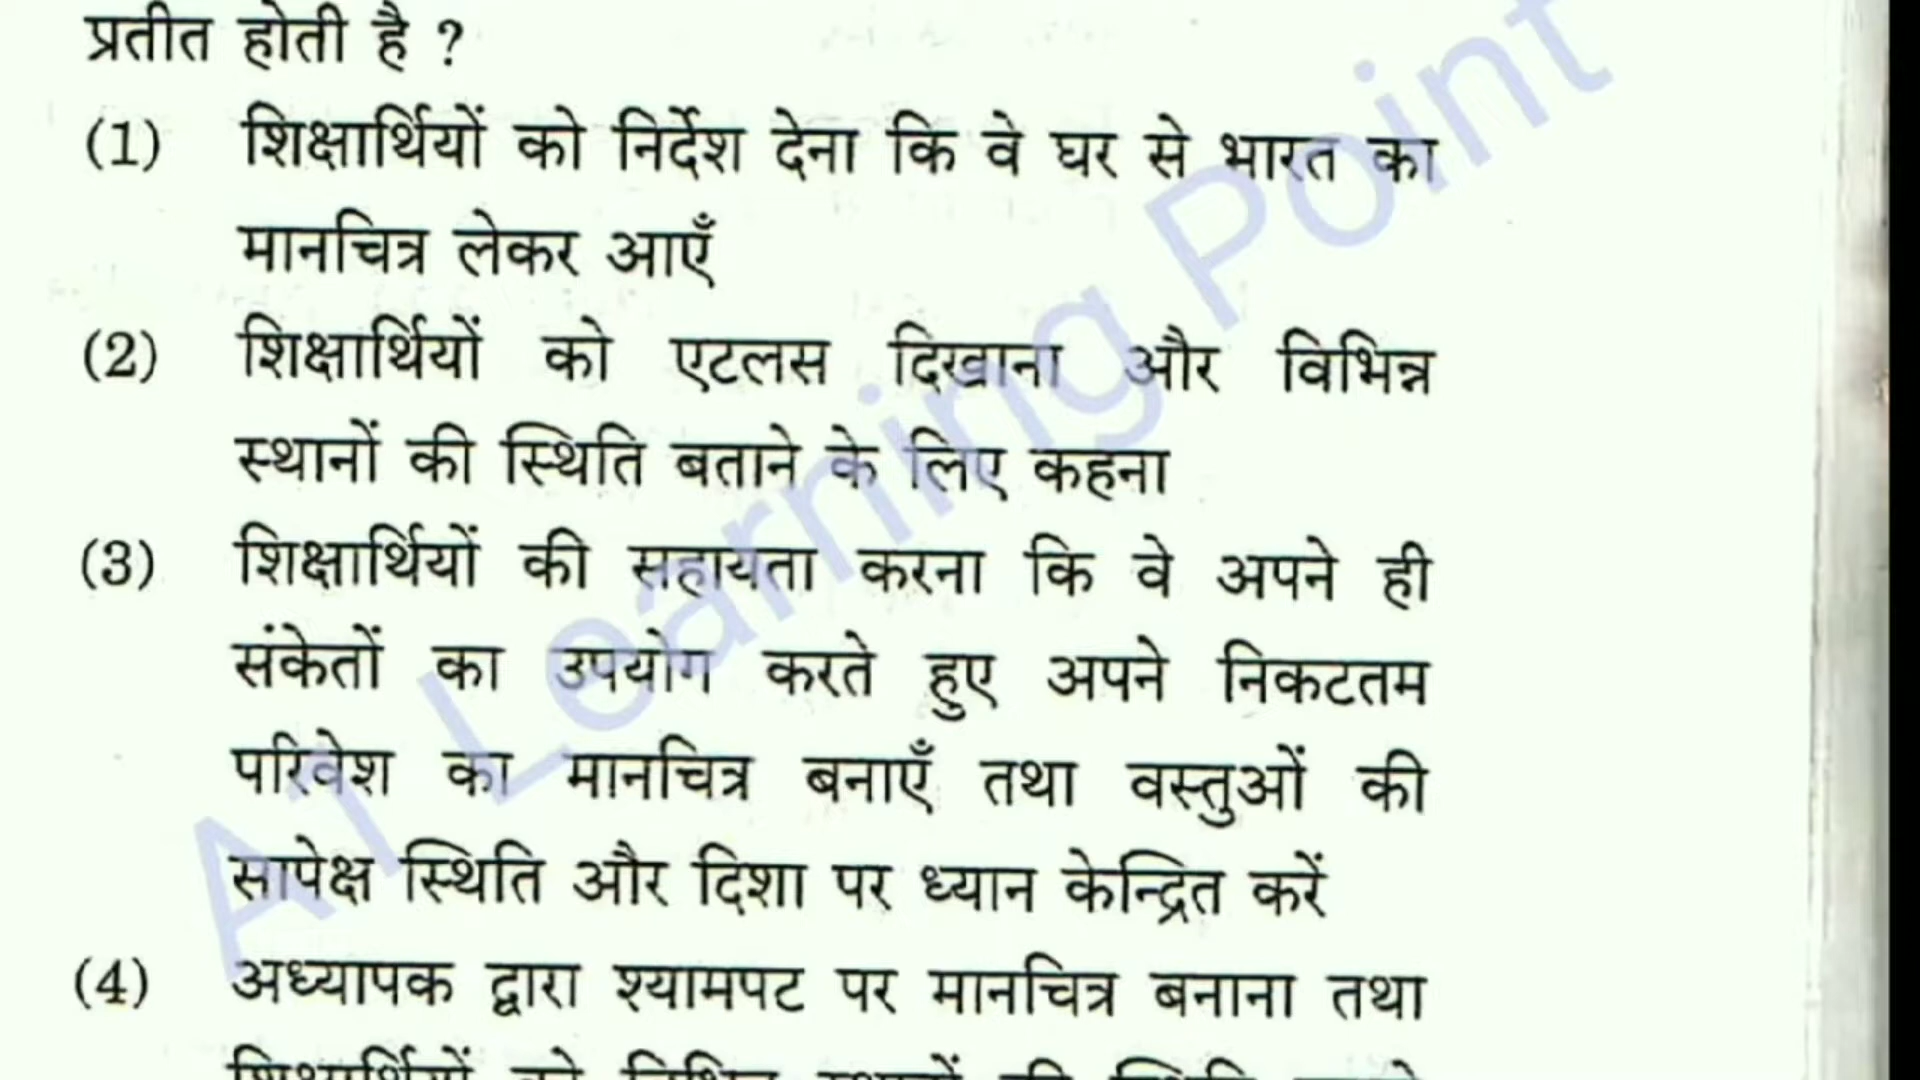 प्रतीत होती है ?
(1) शिक्षार्थियों को निर्देश देना कि वे घर से भारत का
मानचित्र लेकर आएँ
(2) शिक्षार्थियों को एटलस दिखाना और विभिन्न
स्थानों की स्थिति बताने के लिए कहना
(3) शिक्षार्थियों की सहायता करना कि वे अपने ही
संकेतों का उपयोग करते हुए अपने निकटतम
परिवेश का मानचित्र बनाएँ तथा वस्तुओं की
सापेक्ष स्थिति और दिशा पर ध्यान केन्द्रित करें
(4) अध्यापक द्वारा श्यामपट पर मानचित्र बनाना तथा
शिक्षार्थियों को विभिन्न स्थानों की स्थिति
A1 Learning Point